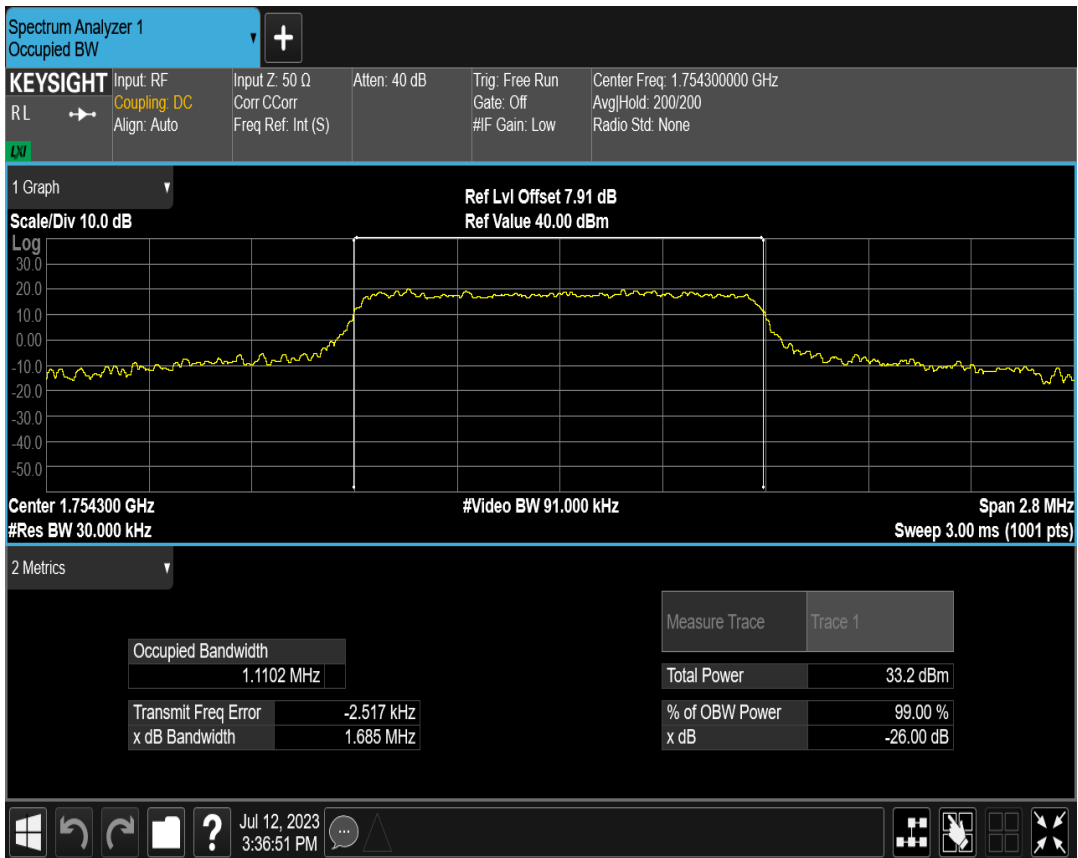 Spectrum Analyzer 1
Occupied BW
+
KEYSIGHT
RL
LXI
Input: RF
Coupling: DC
Align: Auto
Input Z: 50 Ω
Corr CCorr
Freq Ref: Int (S)
Atten: 40 dB
Trig: Free Run
Gate: Off
#IF Gain: Low
Center Freq: 1.754300000 GHz
Avg|Hold: 200/200
Radio Std: None
1 Graph
Scale/Div 10.0 dB
Ref Lvl Offset 7.91 dB
Ref Value 40.00 dBm
Log
30.0
20.0
10.0
0.00
-10.0
-20.0
-30.0
-40.0
-50.0
Center 1.754300 GHz
#Res BW 30.000 kHz
#Video BW 91.000 kHz
Span 2.8 MHz
Sweep 3.00 ms (1001 pts)
2 Metrics
Measure Trace Trace 1
Occupied Bandwidth
1.1102 MHz
Total Power 33.2 dBm
Transmit Freq Error -2.517 kHz
% of OBW Power 99.00 %
x dB Bandwidth 1.685 MHz
x dB -26.00 dB
?
Jul 12, 2023
3:36:51 PM